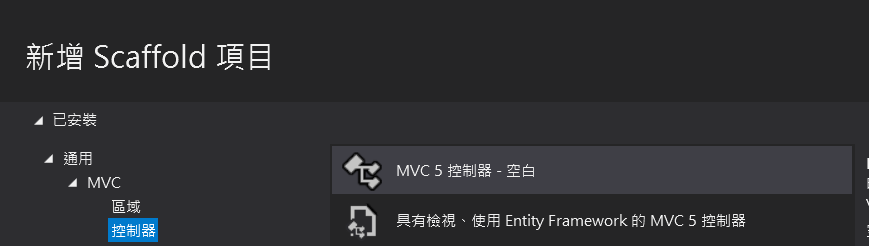 新增 Scaffold 項目
已安裝
通用
MVC
區域
控制器
MVC 5 控制器 - 空白
具有檢視、使用 Entity Framework 的 MVC 5 控制器